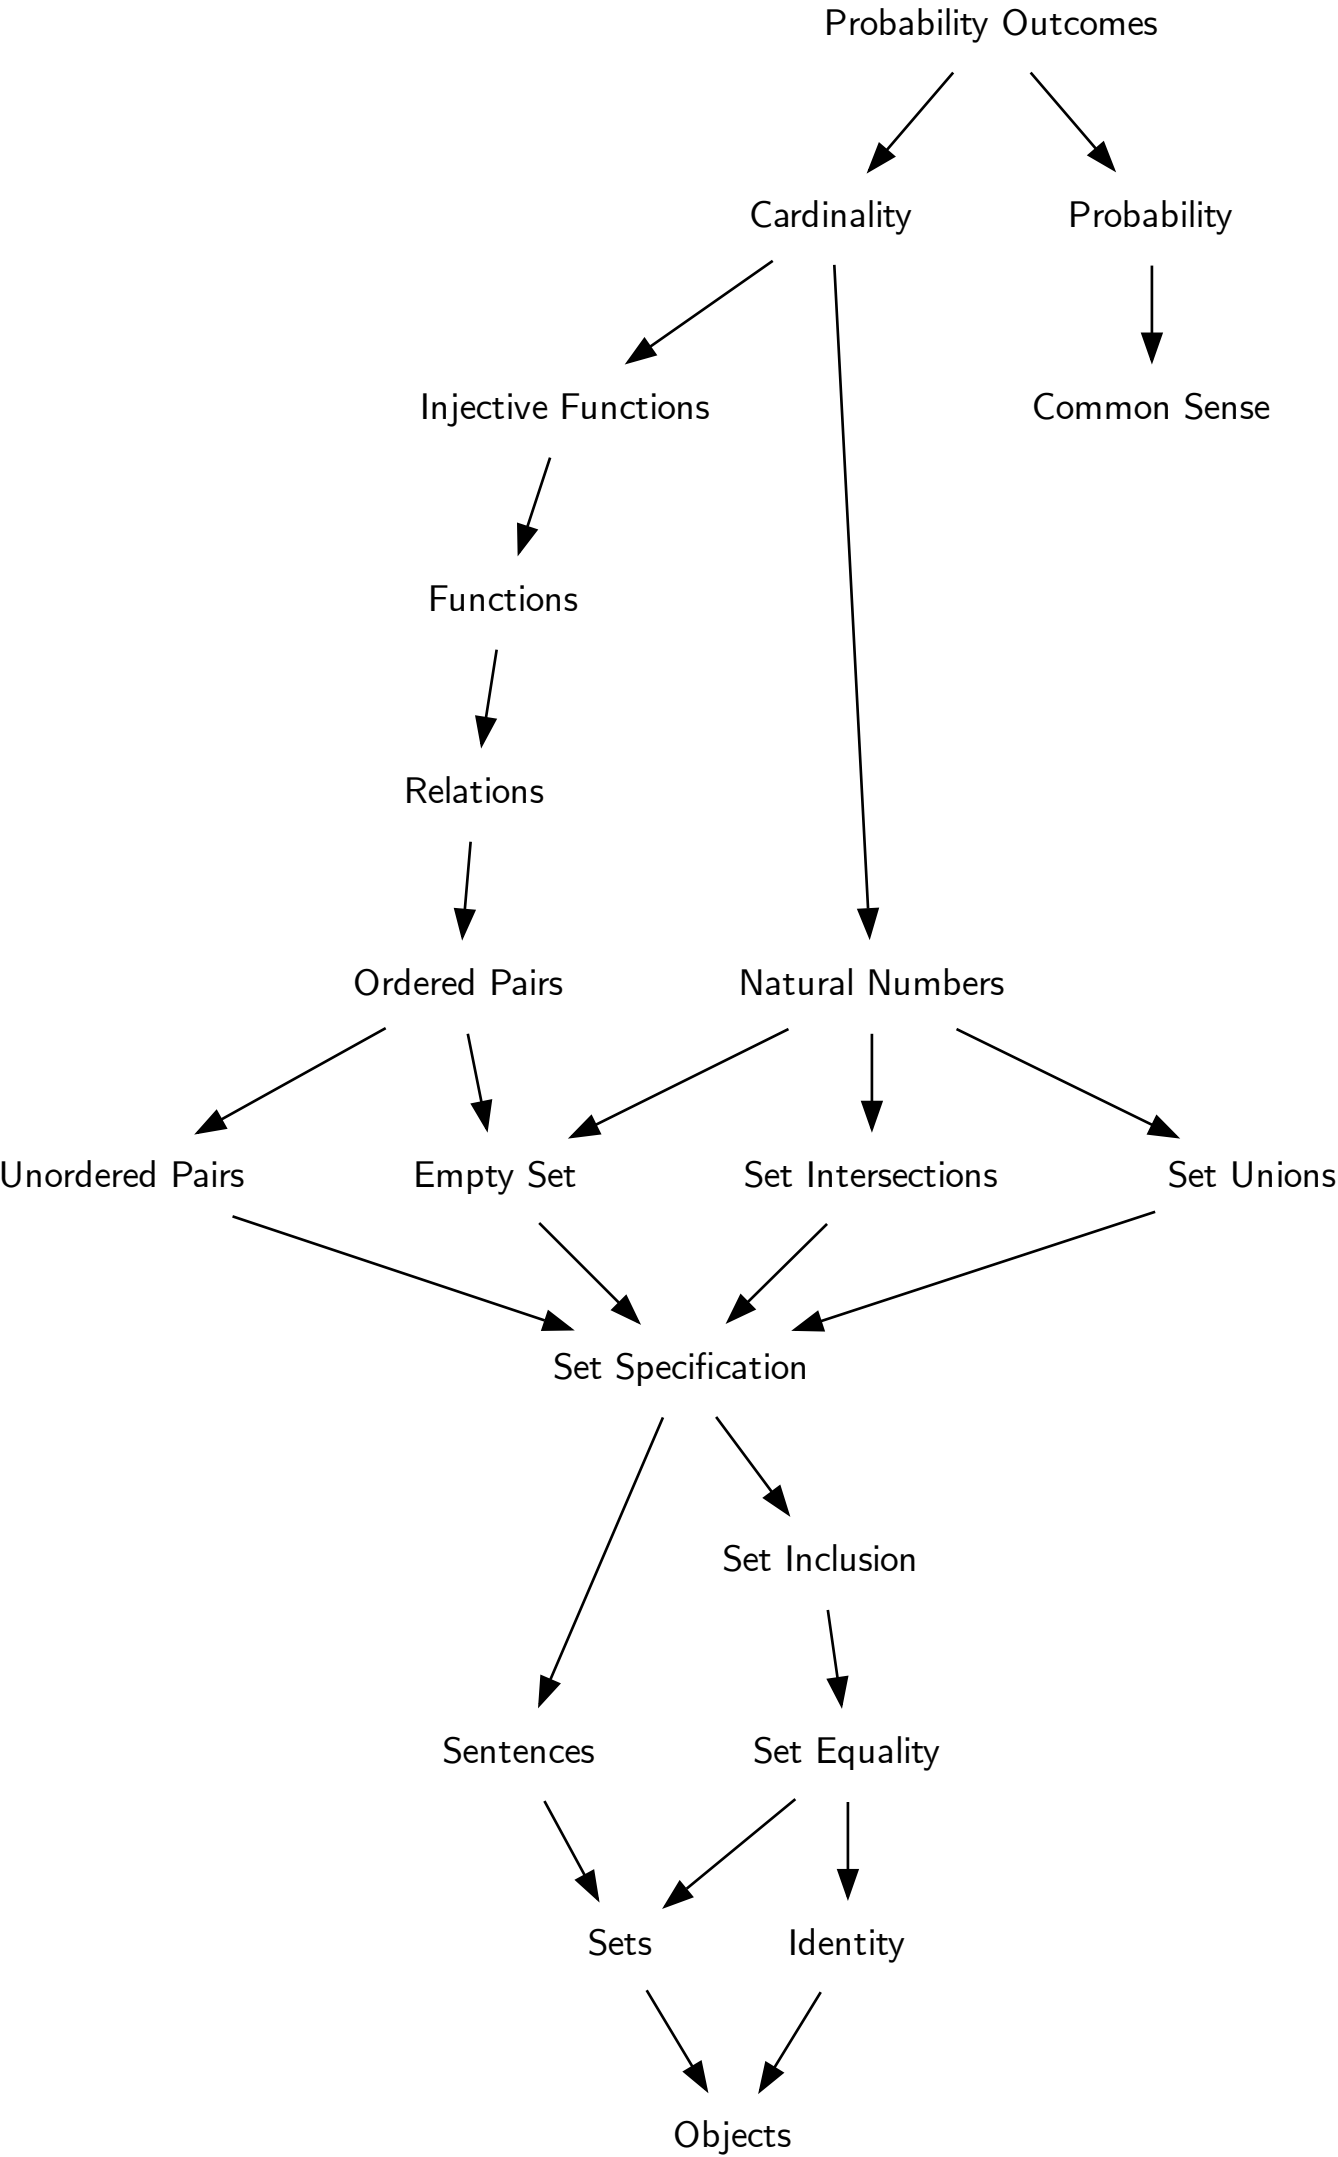 Probability Outcomes
Cardinality
Probability
Injective Functions
Common Sense
Functions
Relations
Ordered Pairs
Natural Numbers
Unordered Pairs
Empty Set
Set Intersections
Set Unions
Set Specification
Set Inclusion
Sentences
Set Equality
Sets
Identity
Objects